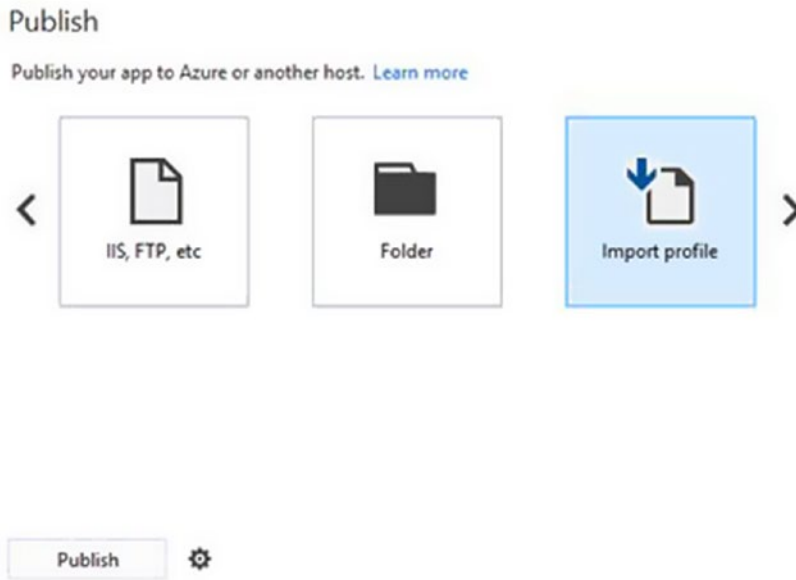 Publish
Publish your app to Azure or another host. Learn more
IIS, FTP, etc
Folder
Import profile
Publish